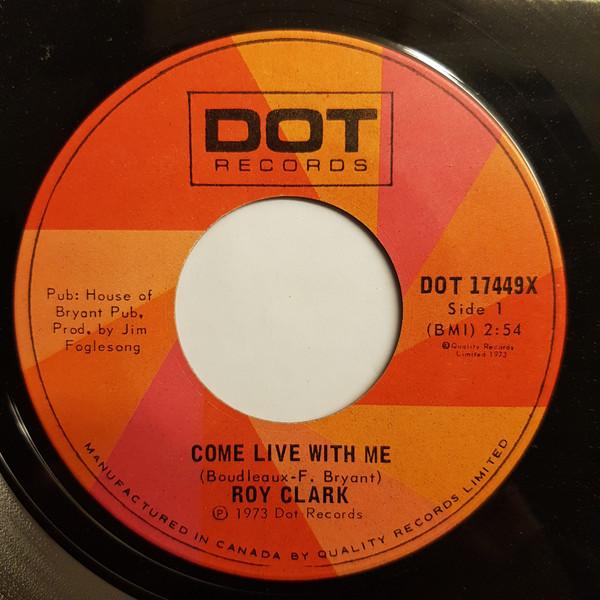 DOT
RECORDS
Pub: House of
Bryant Pub.
Prod. by Jim
Foglesong
DOT 17449X
Side 1
(BMI) 2:54
©Quality Records
Limited 1973
COME LIVE WITH ME
(Boudleaux-F. Bryant)
ROY CLARK
℗ 1973 Dot Records
MANUFACTURED IN CANADA BY QUALITY RECORDS LIMITED